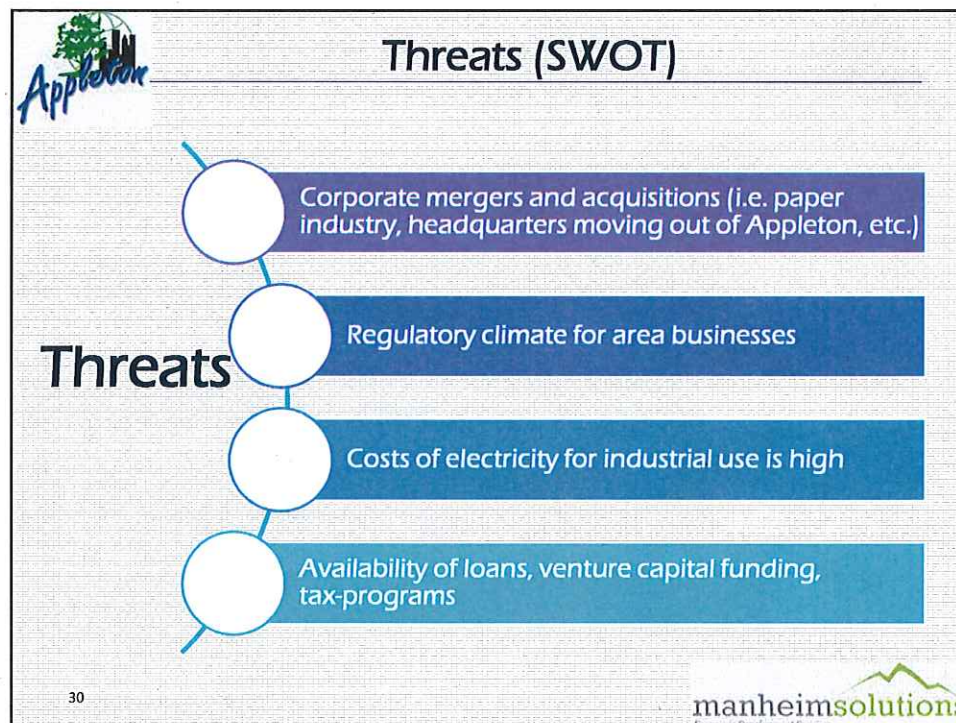 Appleton
Threats (SWOT)
Corporate mergers and acquisitions (i.e. paper
industry, headquarters moving out of Appleton, etc.)
Regulatory climate for area businesses
Threats
Costs of electricity for industrial use is high
Availability of loans, venture capital funding,
tax-programs
30
manheimsolutions